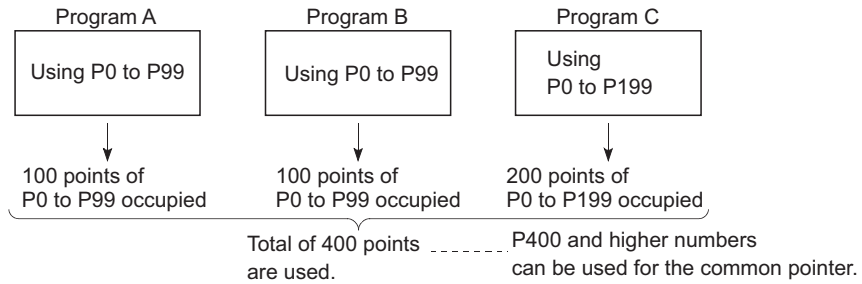 Program A
Program B
Program C
Using P0 to P99
Using P0 to P99
Using
P0 to P199
100 points of
P0 to P99 occupied
100 points of
P0 to P99 occupied
200 points of
P0 to P199 occupied
Total of 400 points
are used.
P400 and higher numbers
can be used for the common pointer.